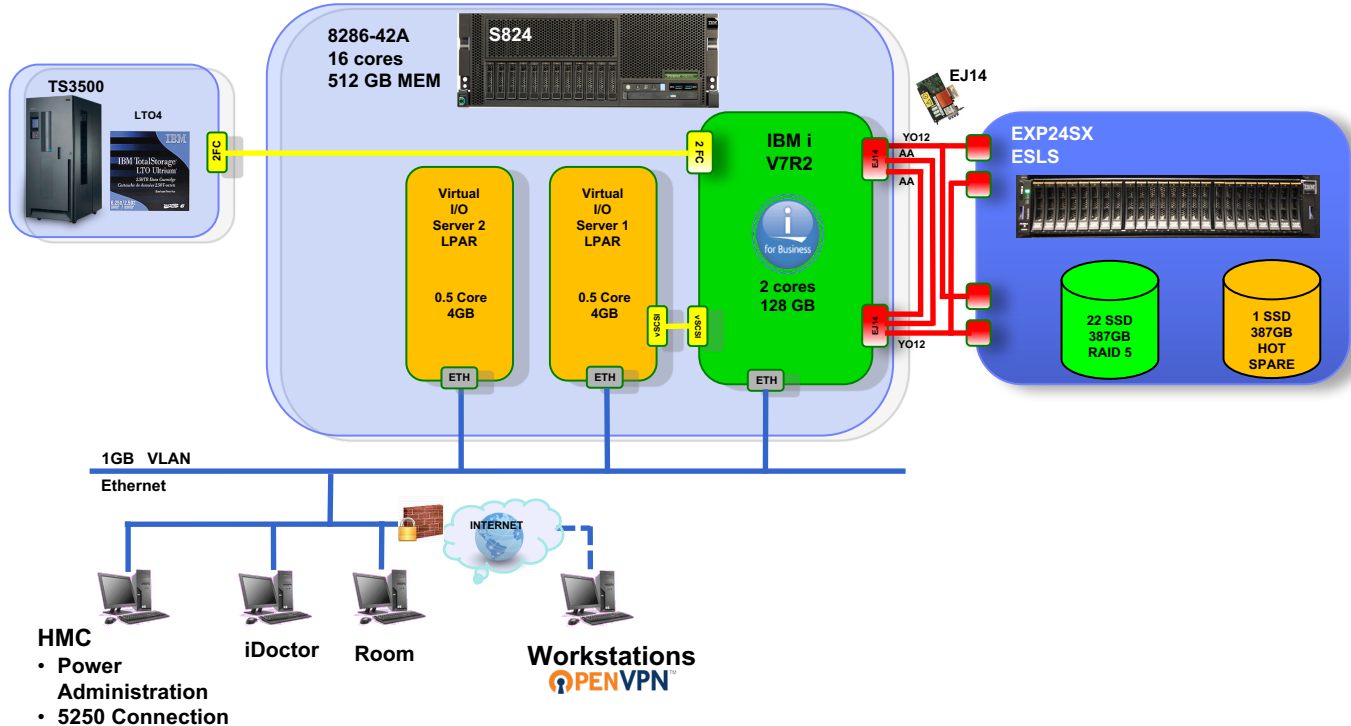 8286-42A
16 cores
512 GB MEM
S824
TS3500
LTO4
IBM
IBM TotalStorage
LTO Ultrium
2FC
2 FC
IBM i
V7R2
i
for Business
2 cores
128 GB
Virtual
I/O
Server 2
LPAR
0.5 Core
4GB
Virtual
I/O
Server 1
LPAR
0.5 Core
4GB
vSCSI
vSCSI
ETH
ETH
ETH
EJ14
EJ14
YO12
AA
AA
EJ14
YO12
EXP24SX
ESLS
22 SSD
387GB
RAID 5
1 SSD
387GB
HOT
SPARE
1GB VLAN
Ethernet
INTERNET
HMC
• Power
Administration
• 5250 Connection
iDoctor
Room
Workstations
OPENVPN™